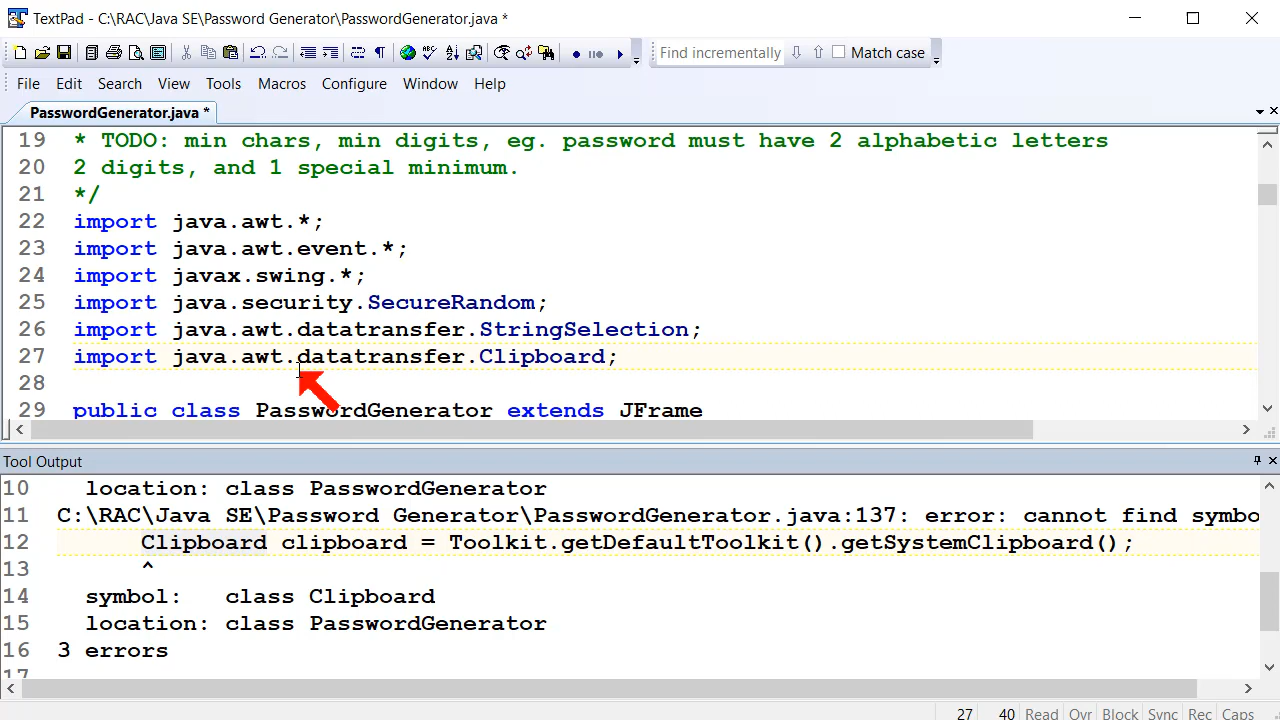 TextPad - C:\RAC\Java SE\Password Generator\PasswordGenerator.java *
Find incrementally Match case
File Edit Search View Tools Macros Configure Window Help
PasswordGenerator.java *
19 * TODO: min chars, min digits, eg. password must have 2 alphabetic letters
20 2 digits, and 1 special minimum.
21 */
22 import java.awt.*;
23 import java.awt.event.*;
24 import javax.swing.*;
25 import java.security.SecureRandom;
26 import java.awt.datatransfer.StringSelection;
27 import java.awt.datatransfer.Clipboard;
28
29 public class PasswordGenerator extends JFrame
Tool Output
10 location: class PasswordGenerator
11 C:\RAC\Java SE\Password Generator\PasswordGenerator.java:137: error: cannot find symbo
12 Clipboard clipboard = Toolkit.getDefaultToolkit().getSystemClipboard();
13 ^
14 symbol: class Clipboard
15 location: class PasswordGenerator
16 3 errors
17
27 40 Read Ovr Block Sync Rec Caps